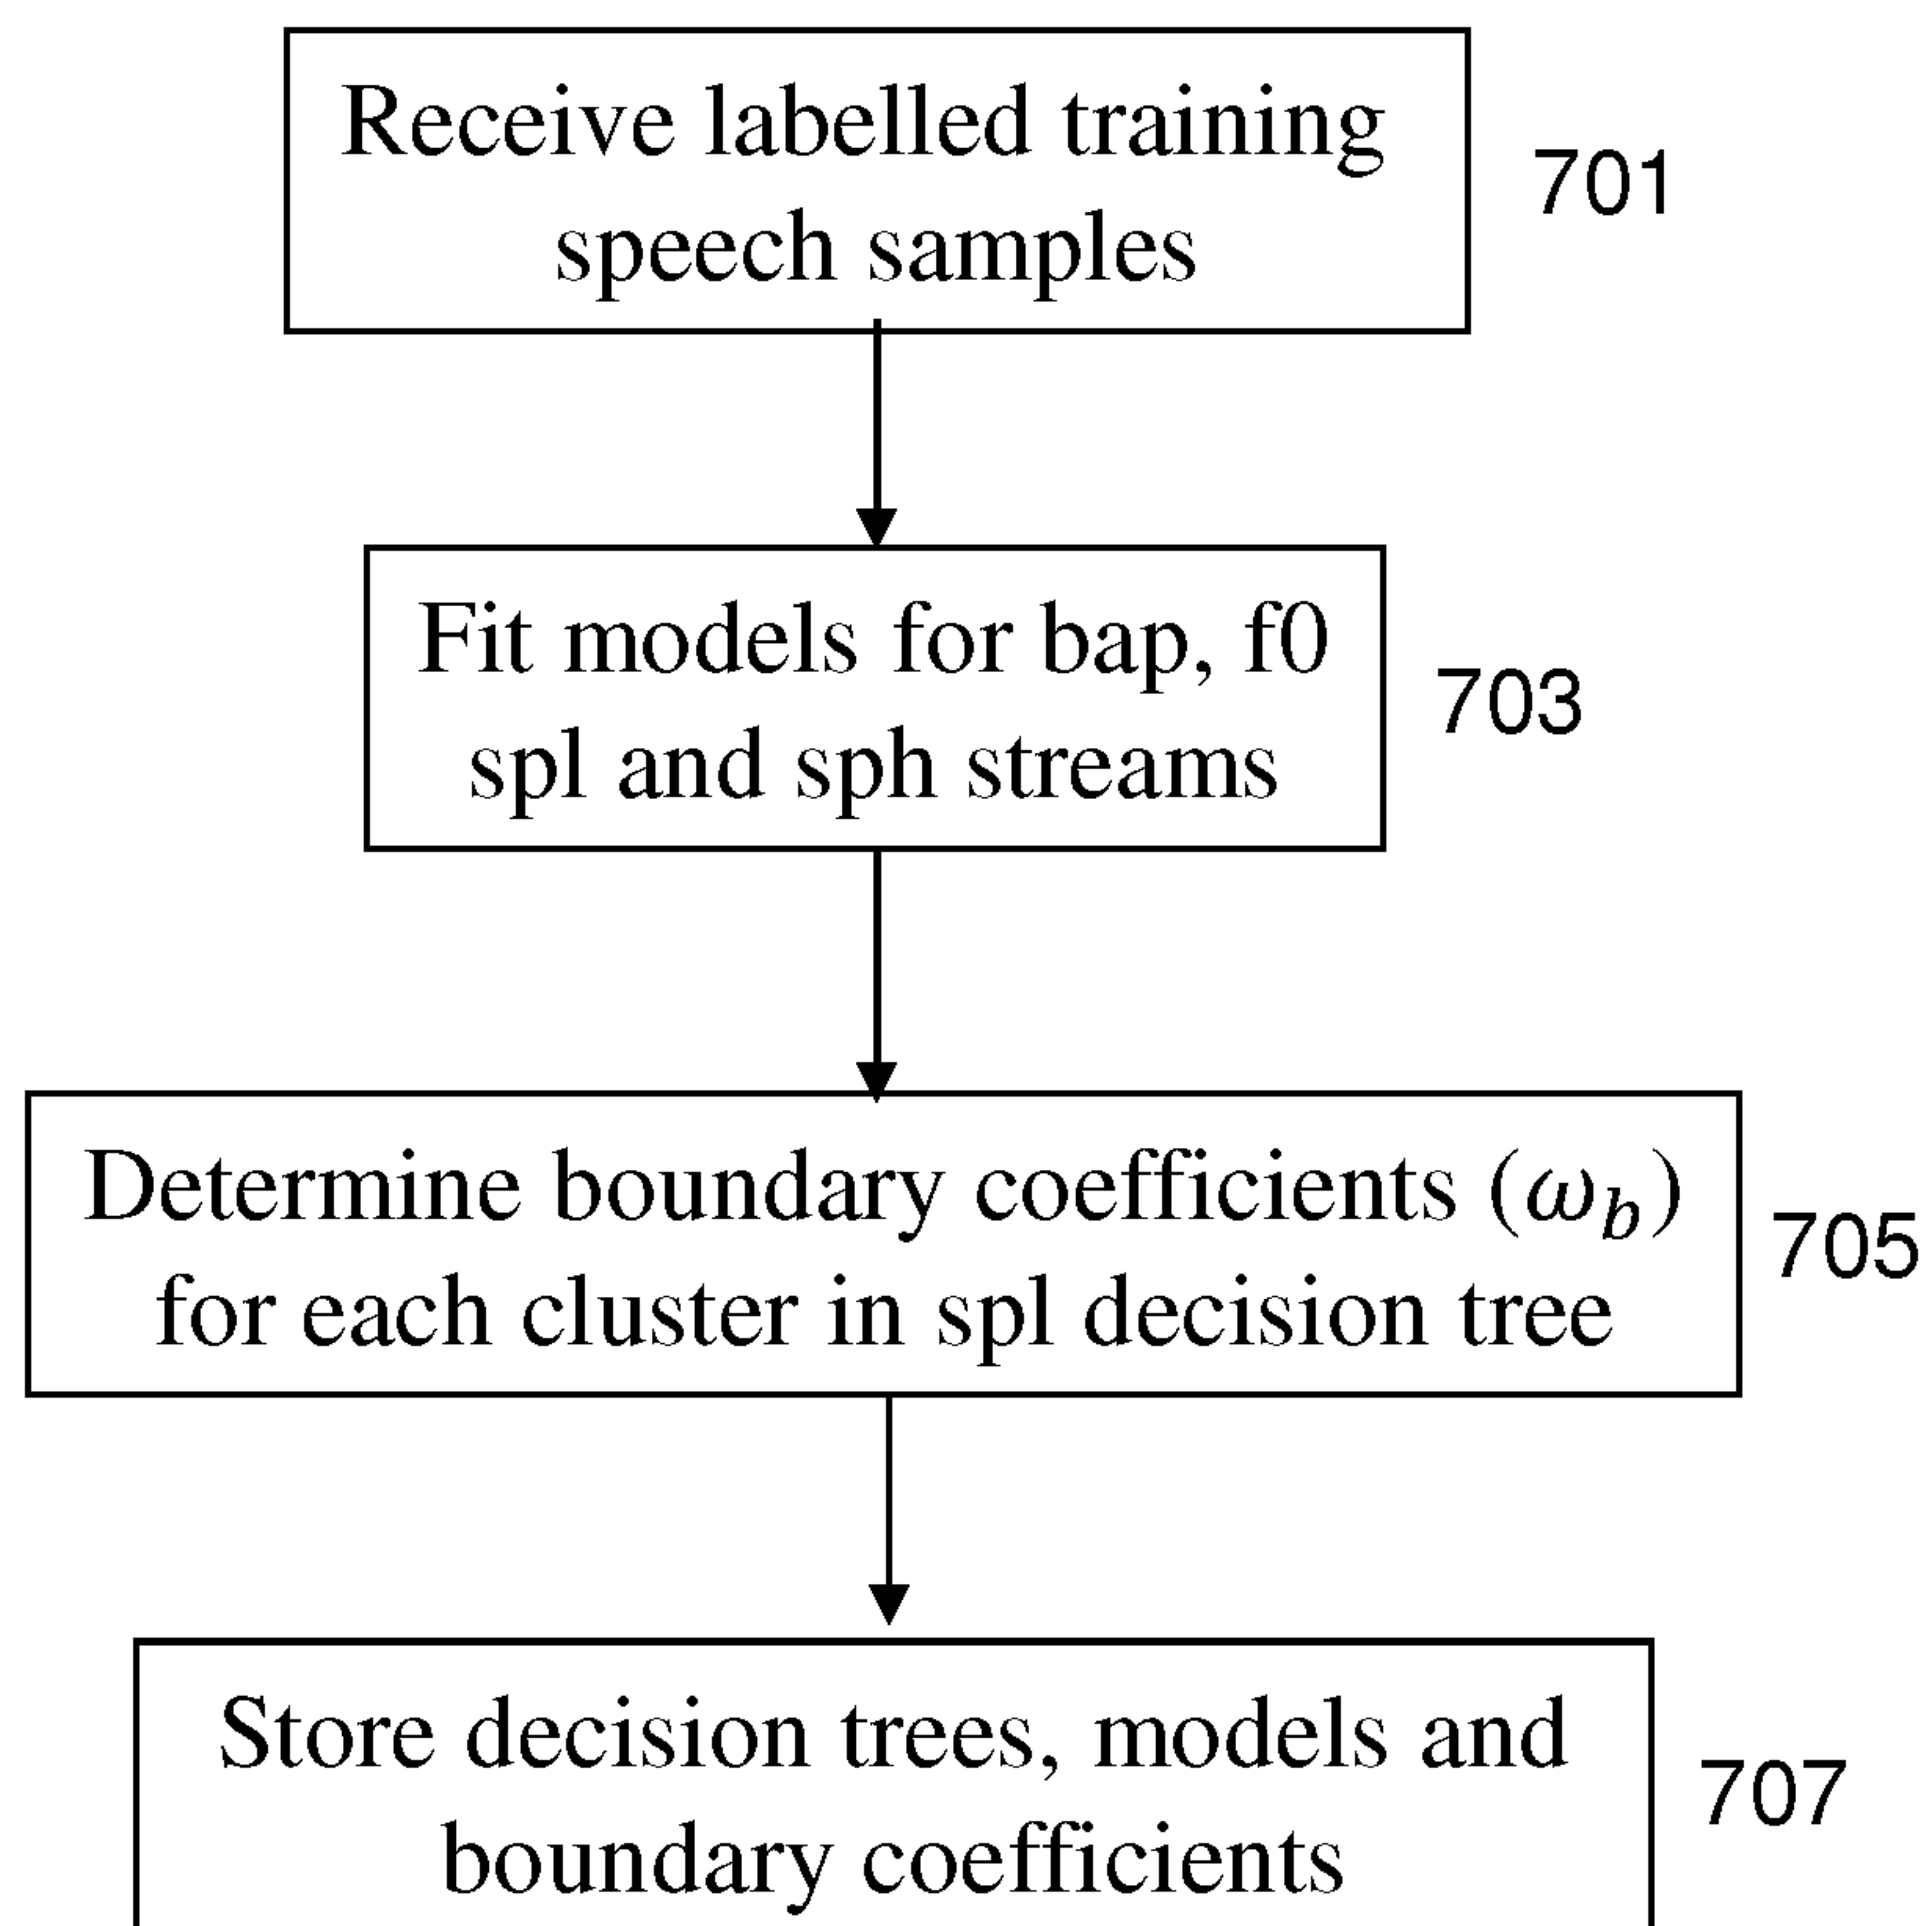 Receive labelled training
speech samples
701
Fit models for bap, f0
spl and sph streams
703
Determine boundary coefficients (ω_b)
for each cluster in spl decision tree
705
Store decision trees, models and
boundary coefficients
707